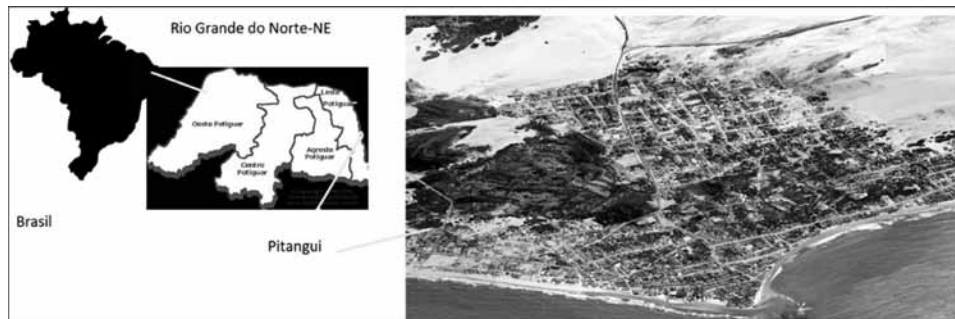 Rio Grande do Norte-NE
Leste
Potiguar
Oeste Potiguar
Agreste
Potiguar
Centro
Potiguar
Brasil
Pitangui